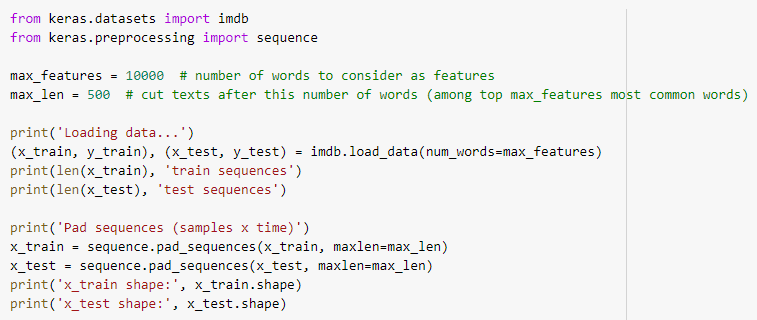 from keras.datasets import imdb
from keras.preprocessing import sequence
max_features = 10000  # number of words to consider as features
max_len = 500  # cut texts after this number of words (among top max_features most common words)
print('Loading data...')
(x_train, y_train), (x_test, y_test) = imdb.load_data(num_words=max_features)
print(len(x_train), 'train sequences')
print(len(x_test), 'test sequences')
print('Pad sequences (samples x time)')
x_train = sequence.pad_sequences(x_train, maxlen=max_len)
x_test = sequence.pad_sequences(x_test, maxlen=max_len)
print('x_train shape:', x_train.shape)
print('x_test shape:', x_test.shape)